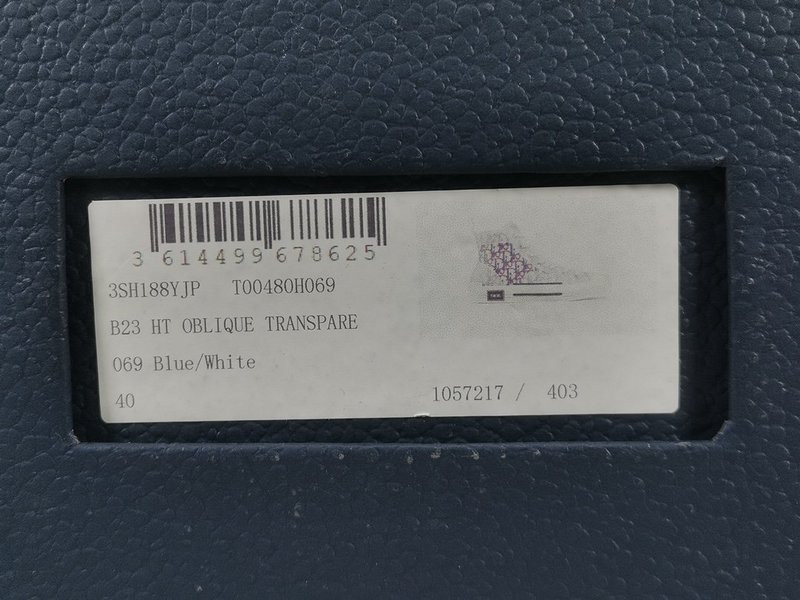 3 614499 678625
3SH188YJP T00480H069
B23 HT OBLIQUE TRANSPARE
069 Blue/White
40
1057217 / 403